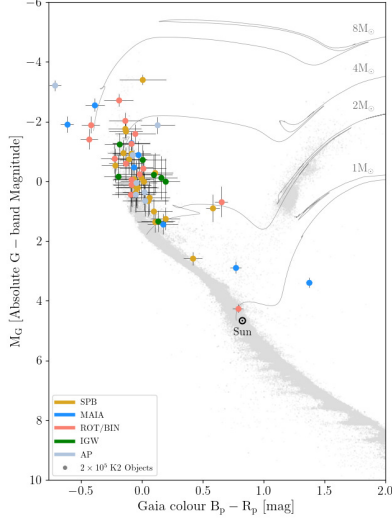 −6
−4
−2
0
2
4
6
8
10
M_G [Absolute G − band Magnitude]
8M☉
4M☉
2M☉
1M☉
Sun
SPB
MAIA
ROT/BIN
IGW
AP
2 × 10⁵ K2 Objects
−0.5 0.0 0.5 1.0 1.5 2.0
Gaia colour B_p − R_p [mag]